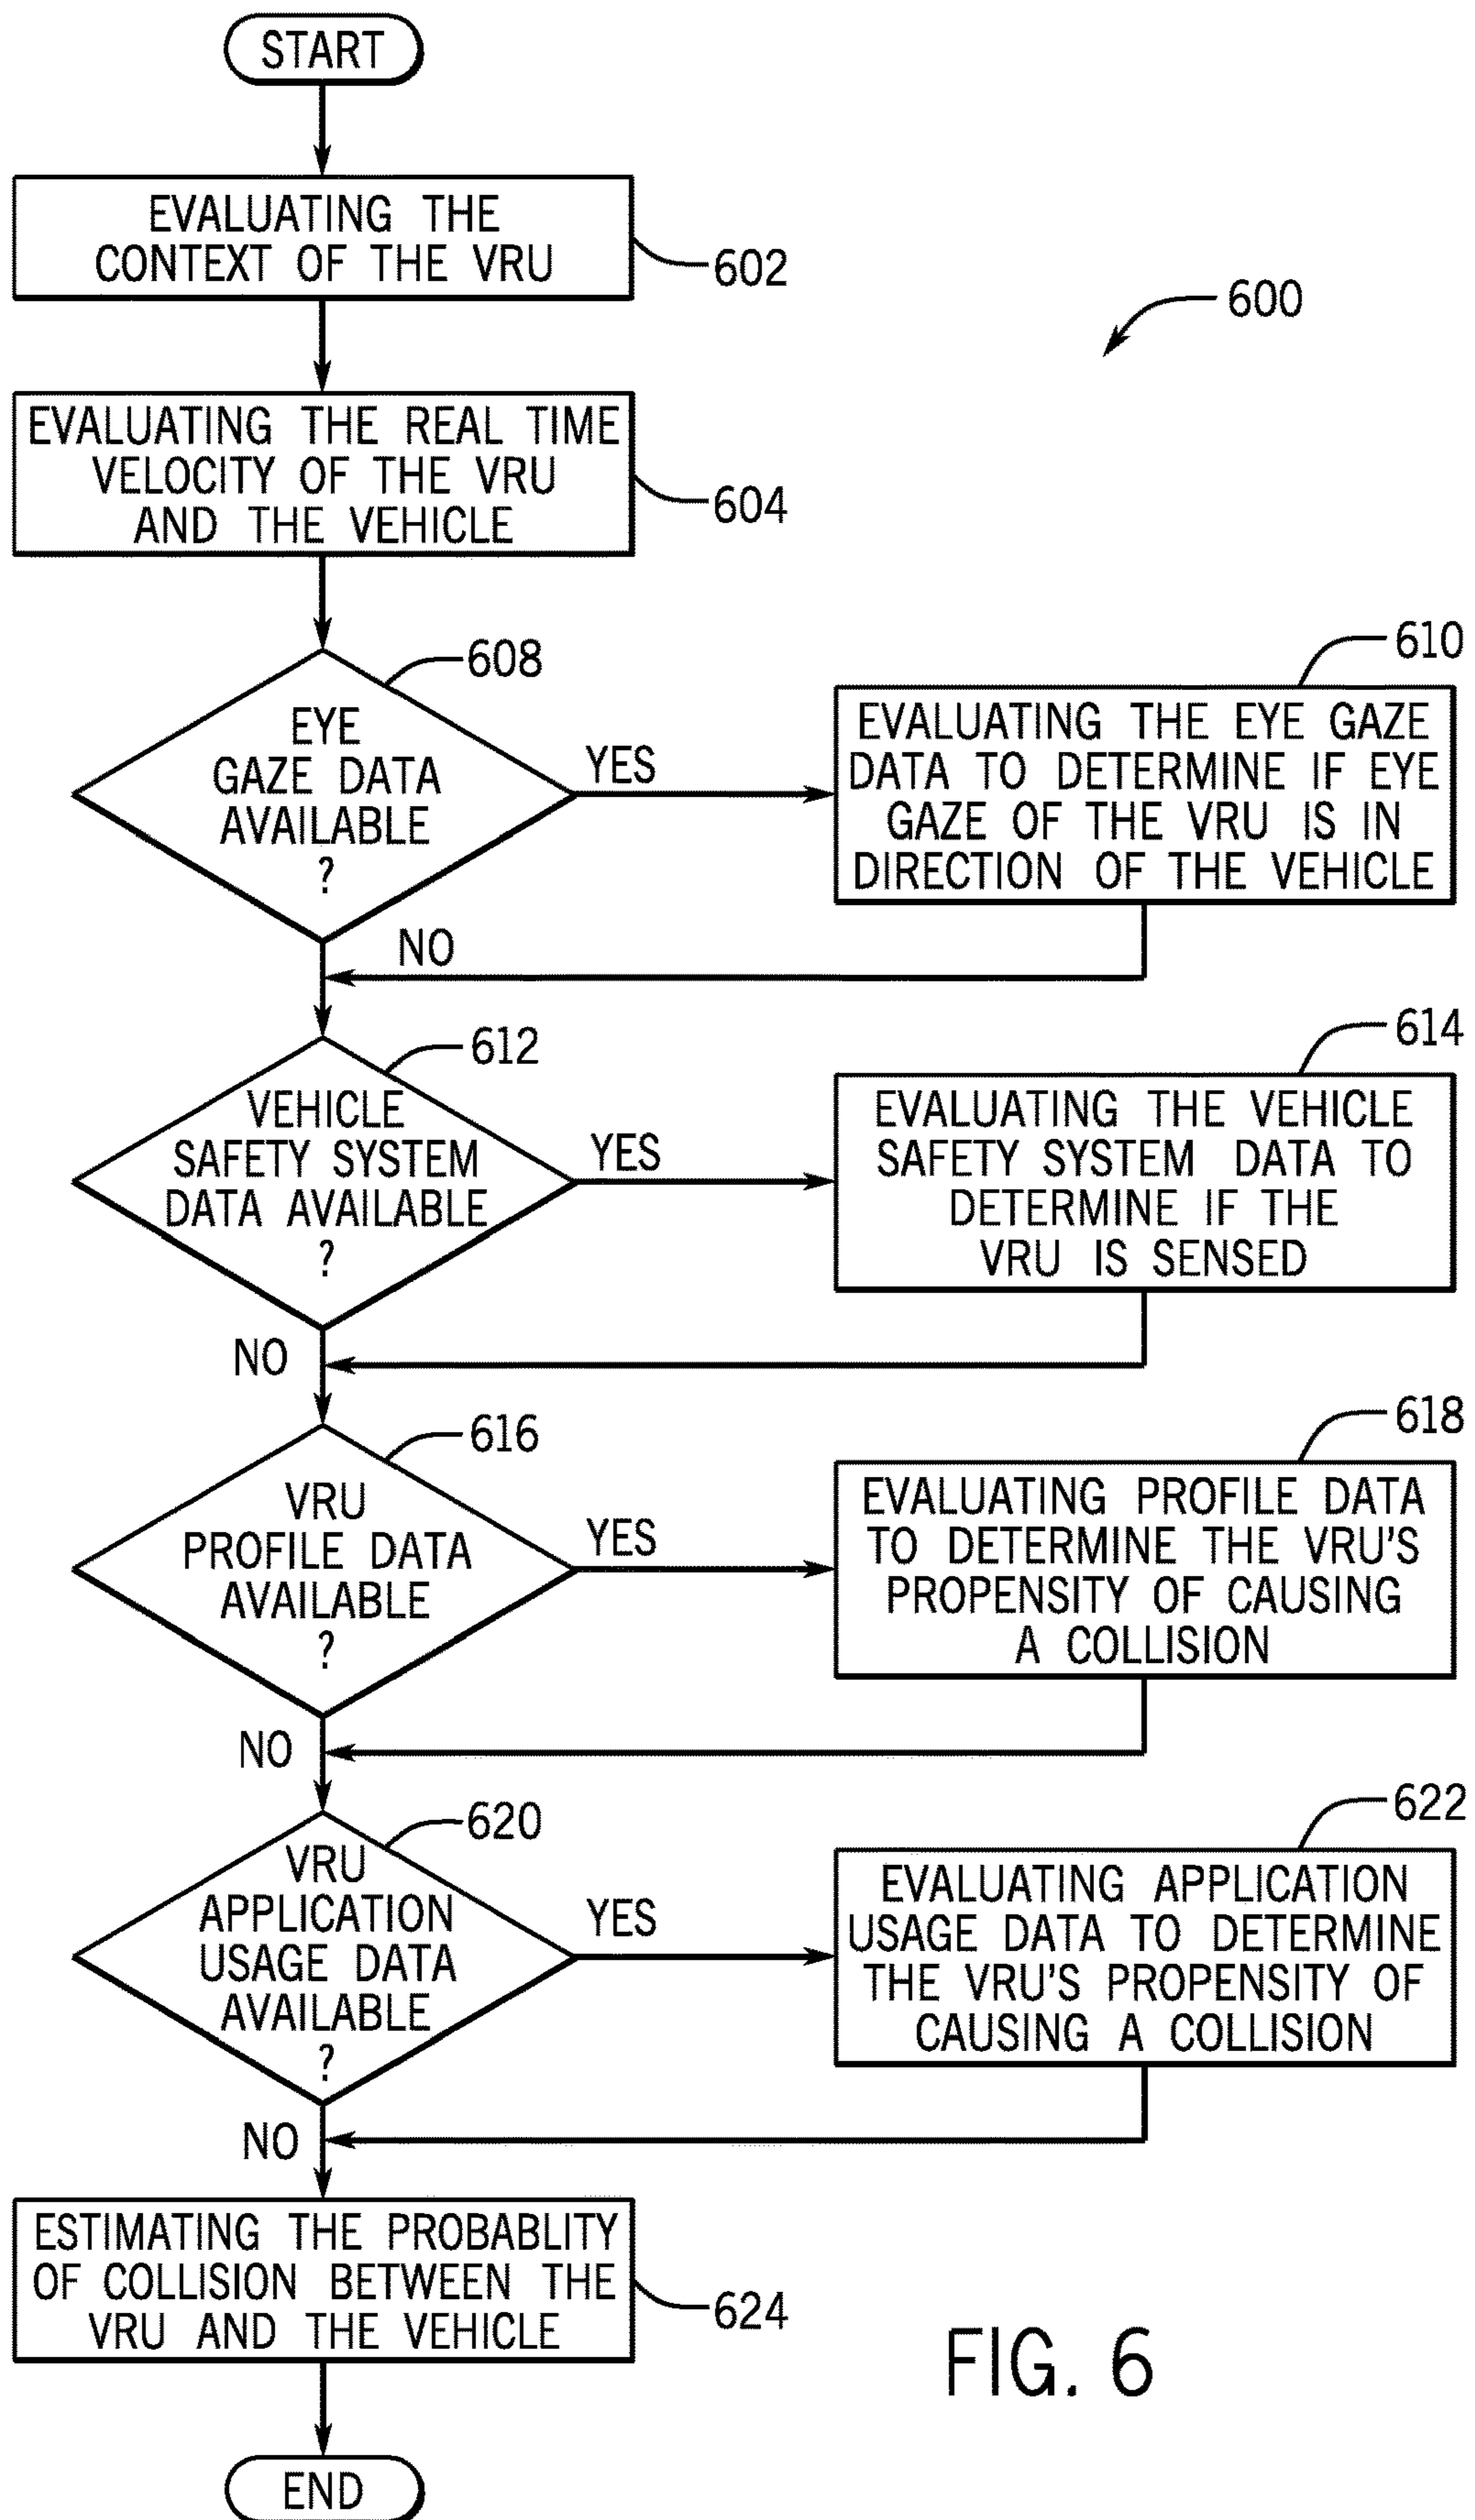 START
EVALUATING THE
CONTEXT OF THE VRU
602
600
EVALUATING THE REAL TIME
VELOCITY OF THE VRU
AND THE VEHICLE
604
608
EYE
GAZE DATA
AVAILABLE
?
YES
NO
610
EVALUATING THE EYE GAZE
DATA TO DETERMINE IF EYE
GAZE OF THE VRU IS IN
DIRECTION OF THE VEHICLE
612
VEHICLE
SAFETY SYSTEM
DATA AVAILABLE
?
YES
NO
614
EVALUATING THE VEHICLE
SAFETY SYSTEM DATA TO
DETERMINE IF THE
VRU IS SENSED
616
VRU
PROFILE DATA
AVAILABLE
?
YES
NO
618
EVALUATING PROFILE DATA
TO DETERMINE THE VRU'S
PROPENSITY OF CAUSING
A COLLISION
620
VRU
APPLICATION
USAGE DATA
AVAILABLE
?
YES
NO
622
EVALUATING APPLICATION
USAGE DATA TO DETERMINE
THE VRU'S PROPENSITY OF
CAUSING A COLLISION
ESTIMATING THE PROBABLITY
OF COLLISION BETWEEN THE
VRU AND THE VEHICLE
624
FIG. 6
END